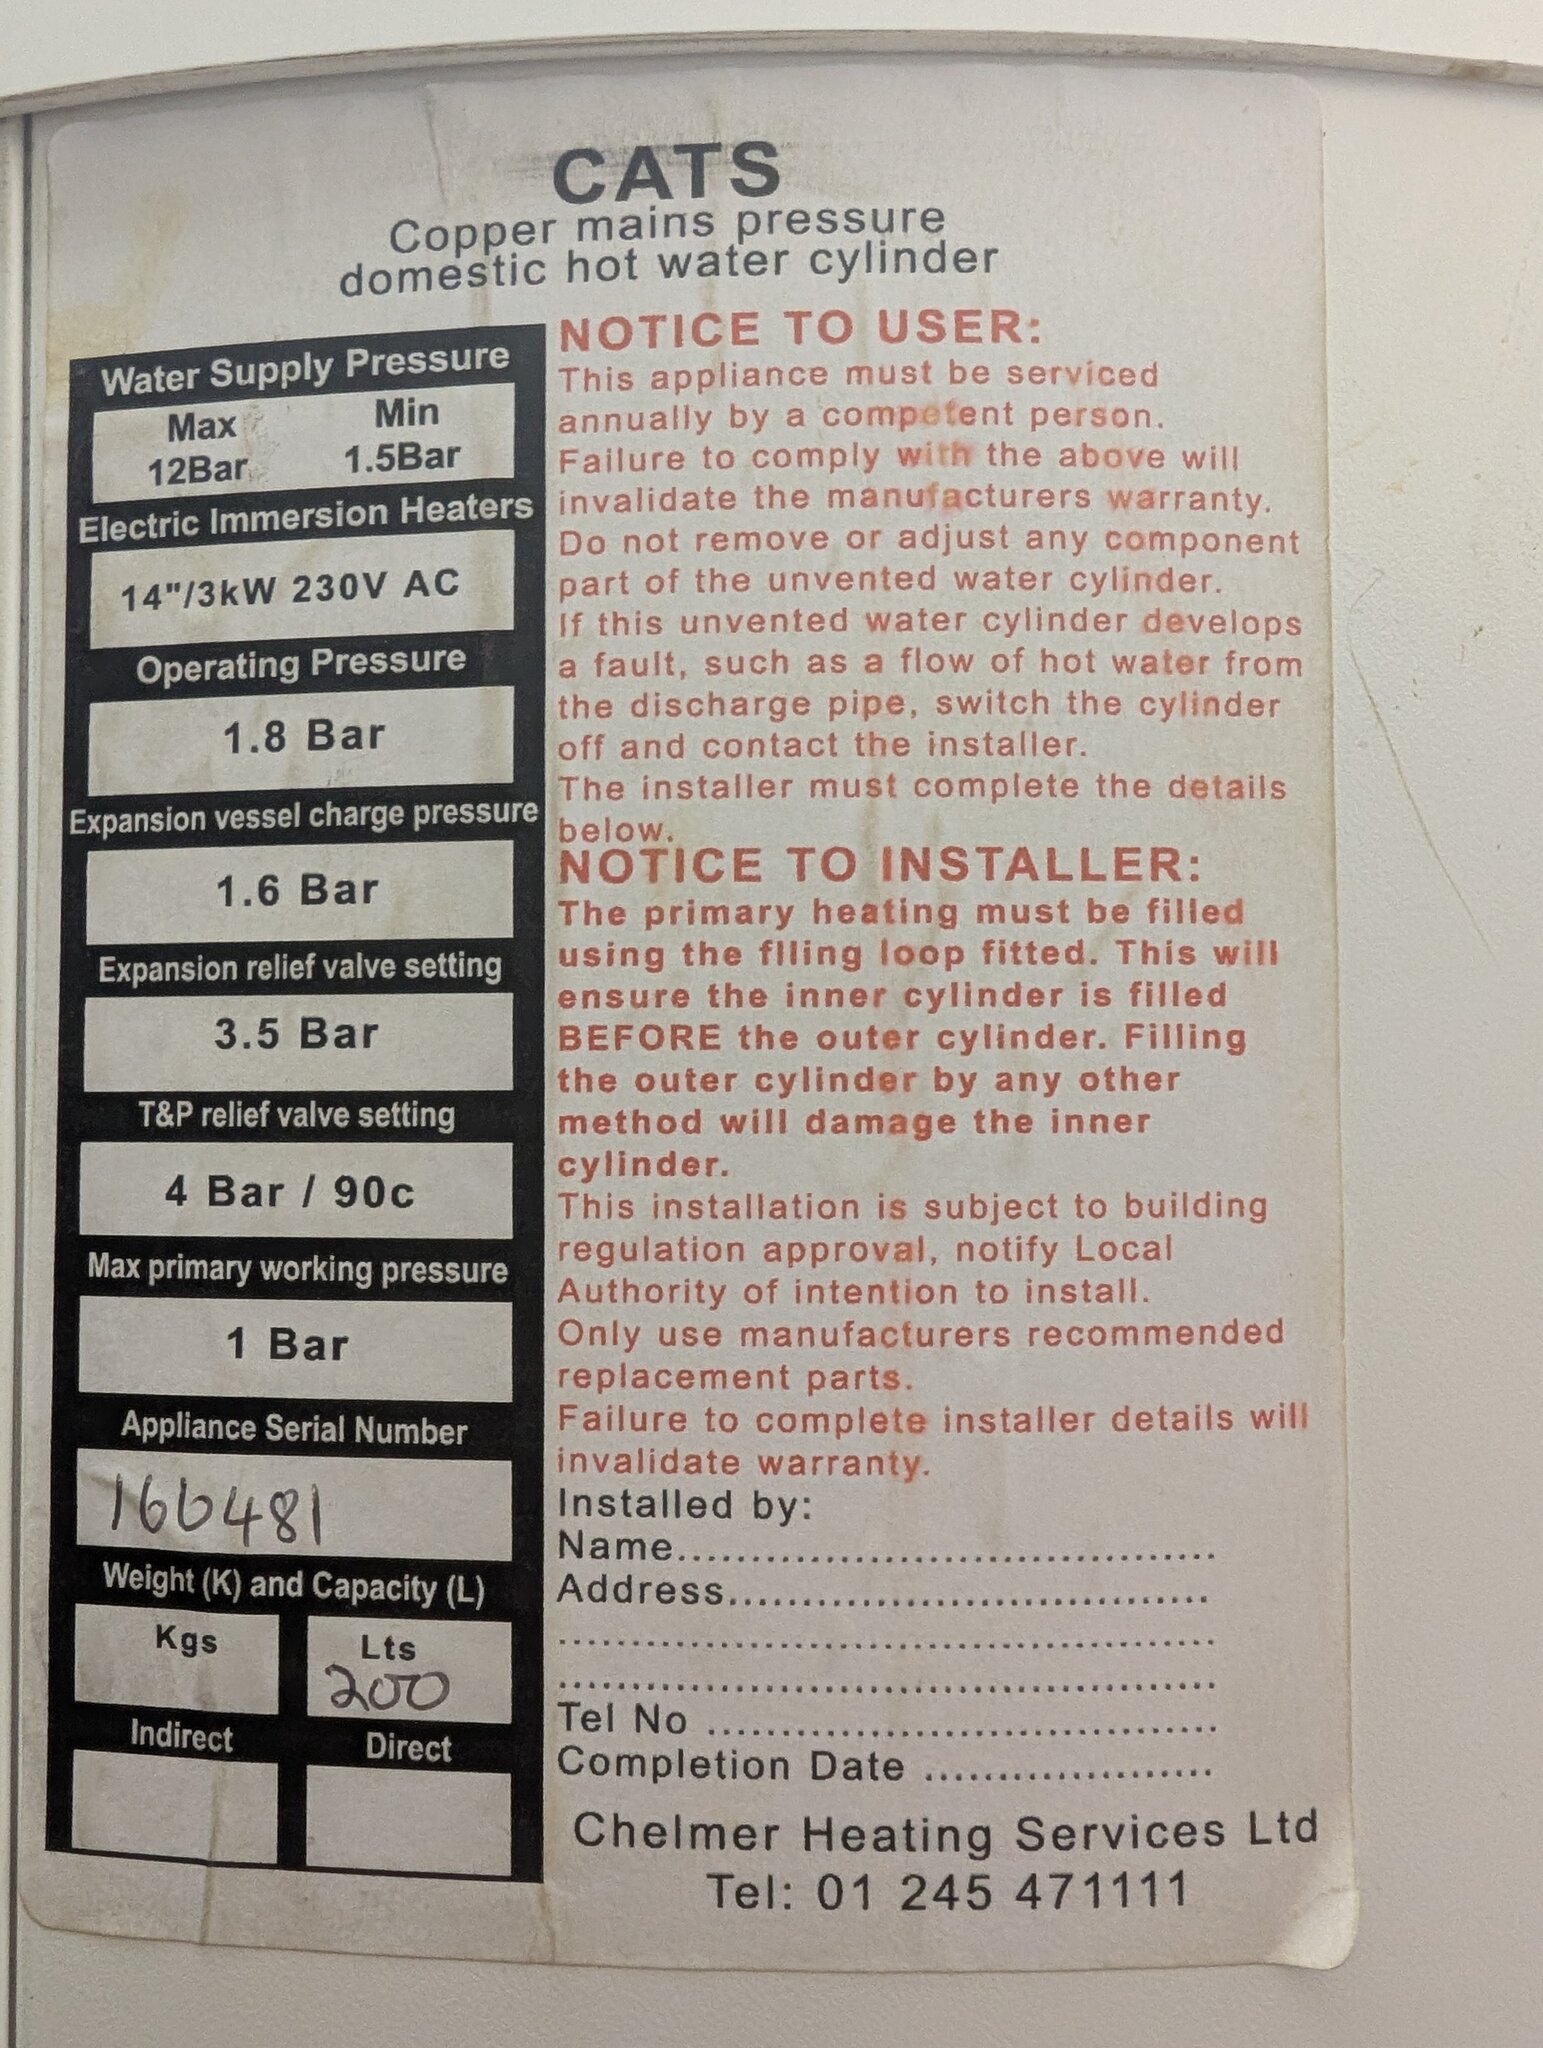 CATS
Copper mains pressure
domestic hot water cylinder
Water Supply Pressure
Max Min
12Bar 1.5Bar
Electric Immersion Heaters
14"/3kW 230V AC
Operating Pressure
1.8 Bar
Expansion vessel charge pressure
1.6 Bar
Expansion relief valve setting
3.5 Bar
T&P relief valve setting
4 Bar / 90c
Max primary working pressure
1 Bar
Appliance Serial Number
166481
Weight (K) and Capacity (L)
Kgs Lts
200
Indirect Direct
NOTICE TO USER:
This appliance must be serviced
annually by a competent person.
Failure to comply with the above will
invalidate the manufacturers warranty.
Do not remove or adjust any component
part of the unvented water cylinder.
If this unvented water cylinder develops
a fault, such as a flow of hot water from
the discharge pipe, switch the cylinder
off and contact the installer.
The installer must complete the details
below.
NOTICE TO INSTALLER:
The primary heating must be filled
using the flling loop fitted. This will
ensure the inner cylinder is filled
BEFORE the outer cylinder. Filling
the outer cylinder by any other
method will damage the inner
cylinder.
This installation is subject to building
regulation approval, notify Local
Authority of intention to install.
Only use manufacturers recommended
replacement parts.
Failure to complete installer details will
invalidate warranty.
Installed by:
Name.....................................
Address.................................
.............................................
.............................................
Tel No ...................................
Completion Date ....................
Chelmer Heating Services Ltd
Tel: 01 245 471111